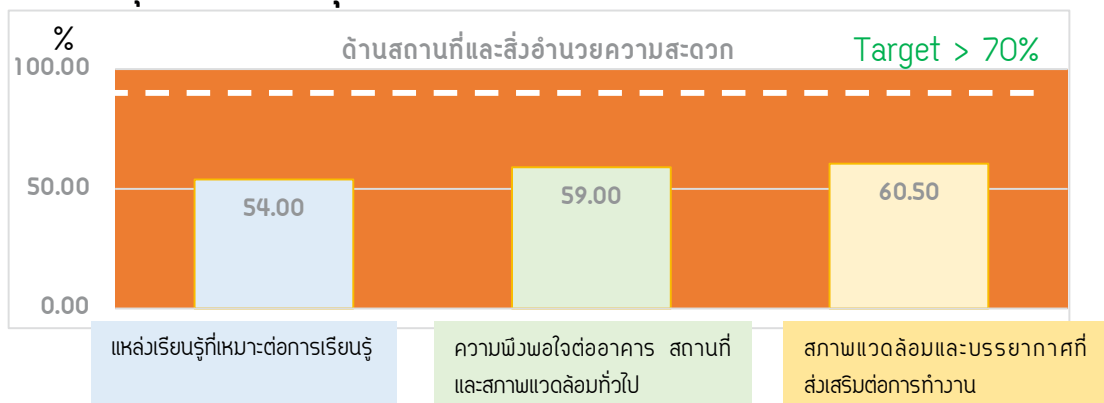 %
ด้านสถานที่และสิ่งอำนวยความสะดวก
Target > 70%
100.00
50.00
0.00
54.00
59.00
60.50
แหล่งเรียนรู้ที่เหมาะต่อการเรียนรู้
ความพึงพอใจต่ออาคาร สถานที่
และสภาพแวดล้อมทั่วไป
สภาพแวดล้อมและบรรยากาศที่
ส่งเสริมต่อการทำงาน